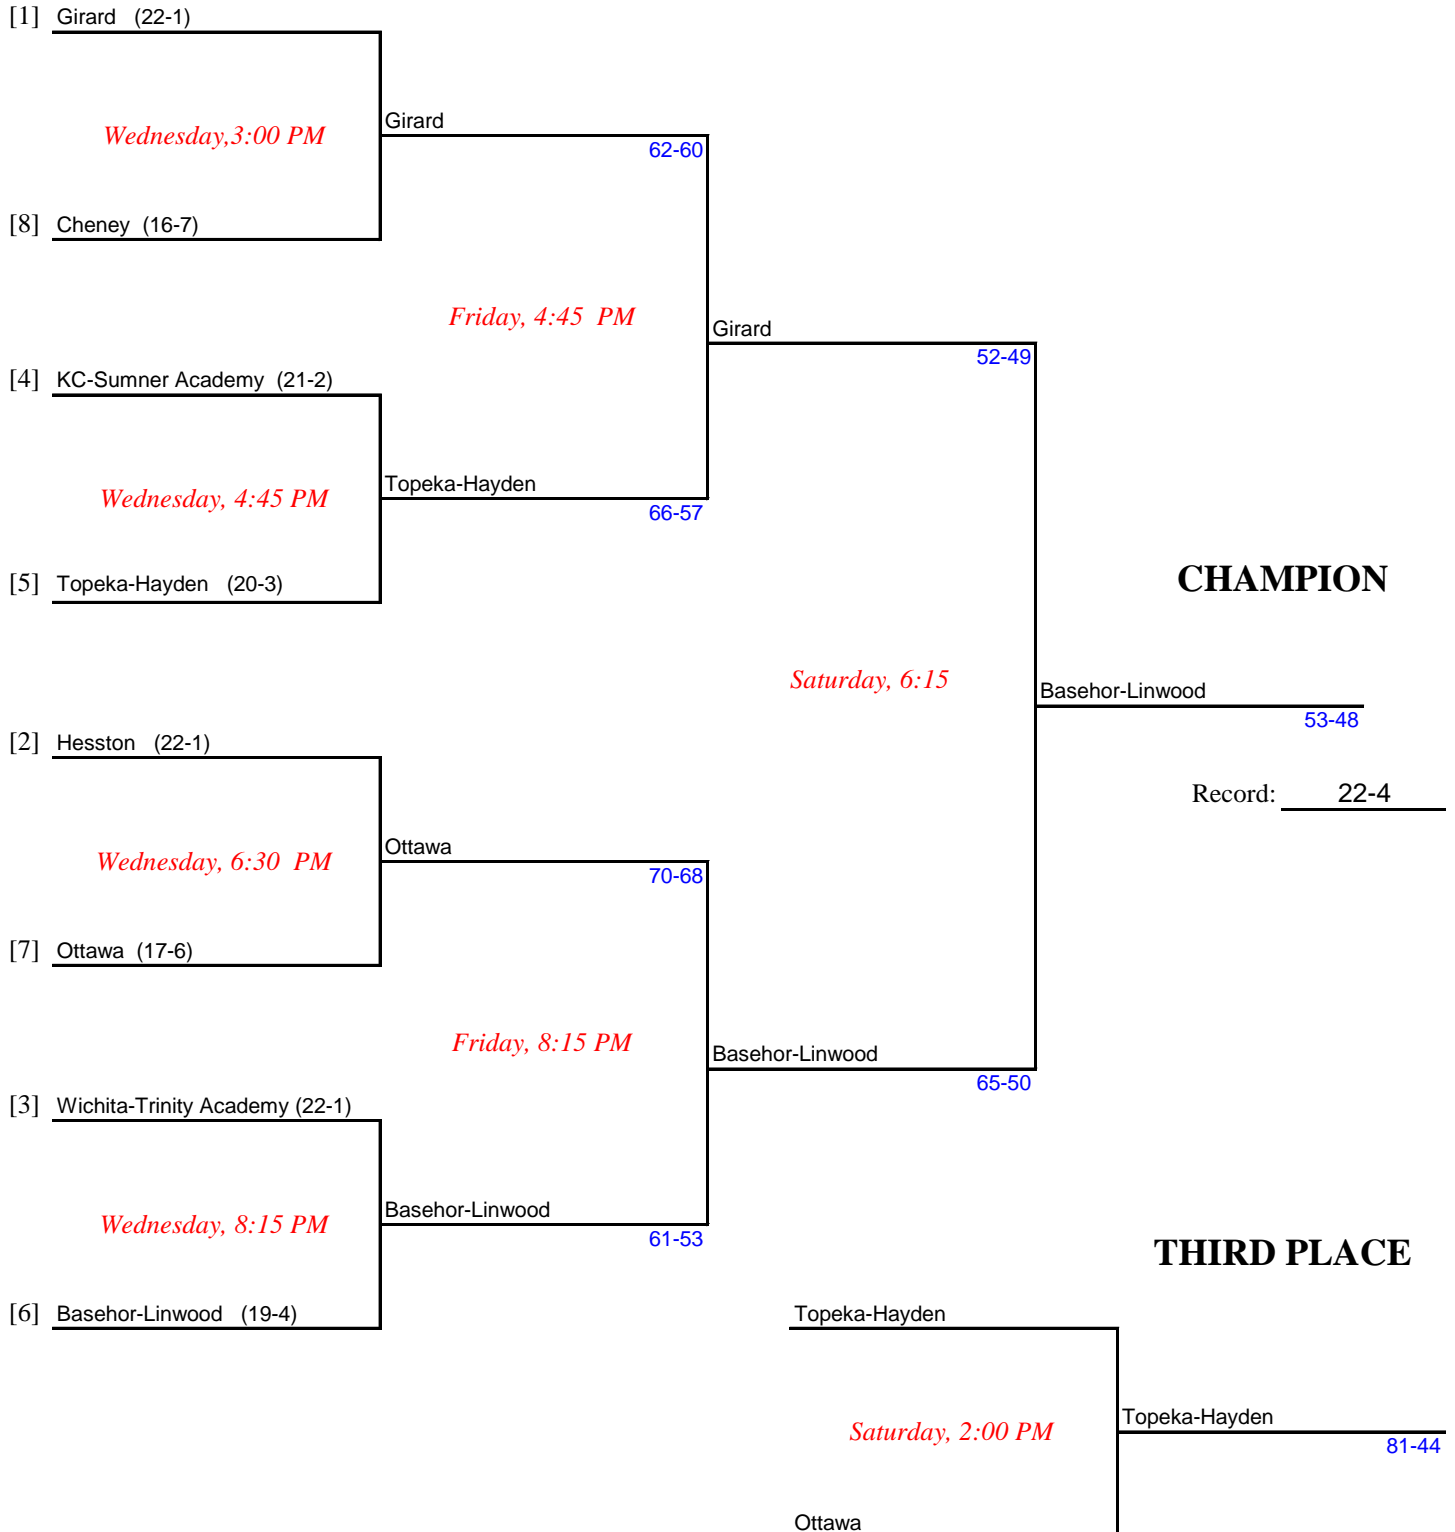 [1] Girard (22-1)
Girard
Wednesday,3:00 PM
62-60
[8] Cheney (16-7)
Friday, 4:45 PM
Girard
52-49
[4] KC-Sumner Academy (21-2)
Topeka-Hayden
Wednesday, 4:45 PM
66-57
[5] Topeka-Hayden (20-3)
CHAMPION
Saturday, 6:15
Basehor-Linwood
53-48
[2] Hesston (22-1)
Record: 22-4
Ottawa
Wednesday, 6:30 PM
70-68
[7] Ottawa (17-6)
Friday, 8:15 PM
Basehor-Linwood
65-50
[3] Wichita-Trinity Academy (22-1)
Basehor-Linwood
Wednesday, 8:15 PM
61-53
THIRD PLACE
[6] Basehor-Linwood (19-4)
Topeka-Hayden
Topeka-Hayden
Saturday, 2:00 PM
81-44
Ottawa